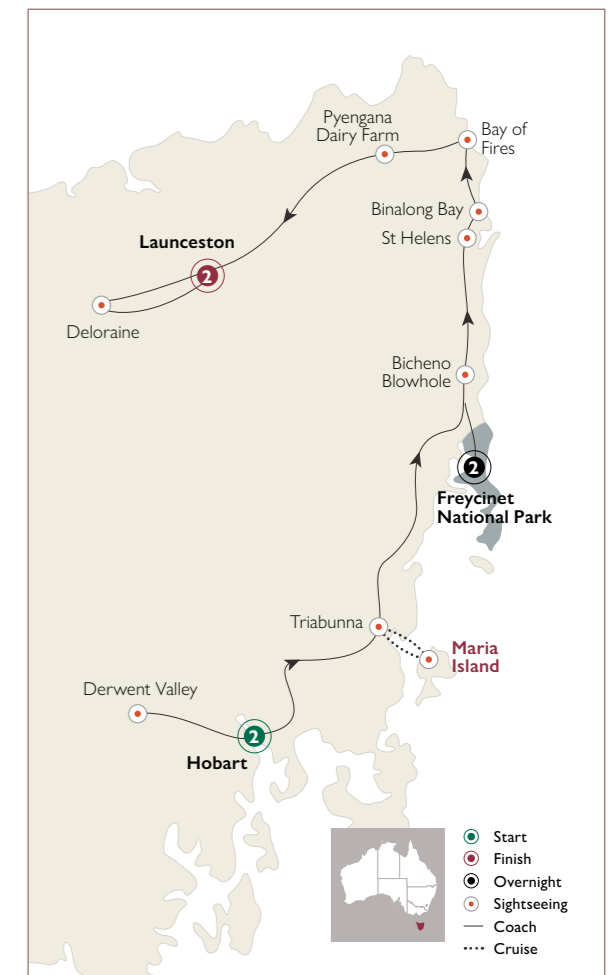 Pyengana
Dairy Farm
Bay of
Fires
Binalong Bay
St Helens
Launceston
2
Deloraine
Bicheno
Blowhole
2
Freycinet
National Park
Triabunna
Maria
Island
Derwent Valley
2
Hobart
Start
Finish
Overnight
Sightseeing
Coach
Cruise